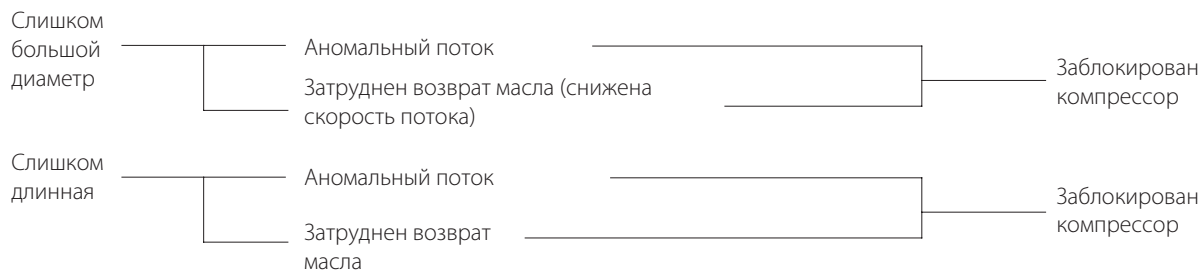 Слишком
большой
диаметр
Аномальный поток
Затруднен возврат масла (снижена
скорость потока)
Заблокирован
компрессор
Слишком
длинная
Аномальный поток
Затруднен возврат
масла
Заблокирован
компрессор